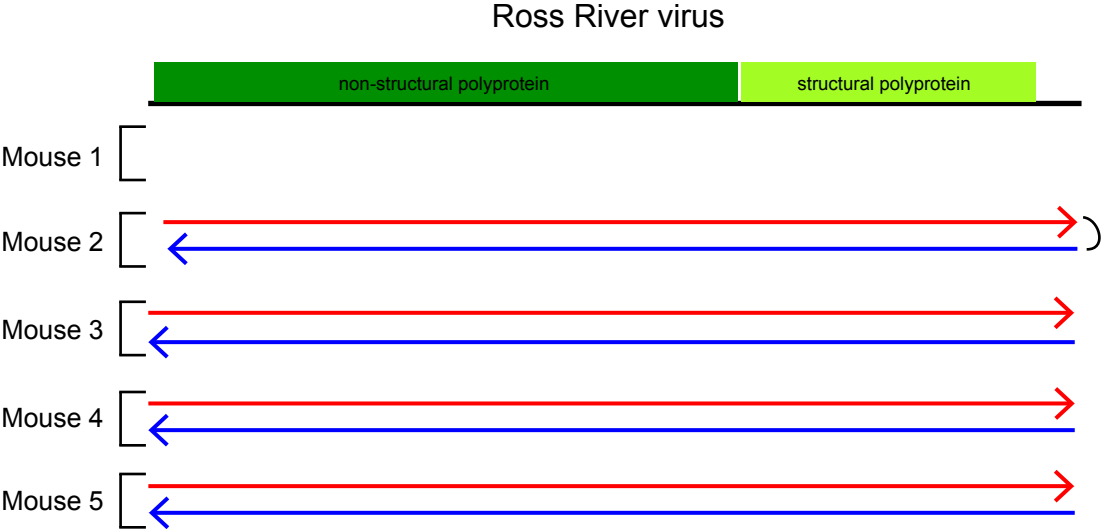 Ross River virus
non-structural polyprotein
structural polyprotein
Mouse 1
Mouse 2
Mouse 3
Mouse 4
Mouse 5